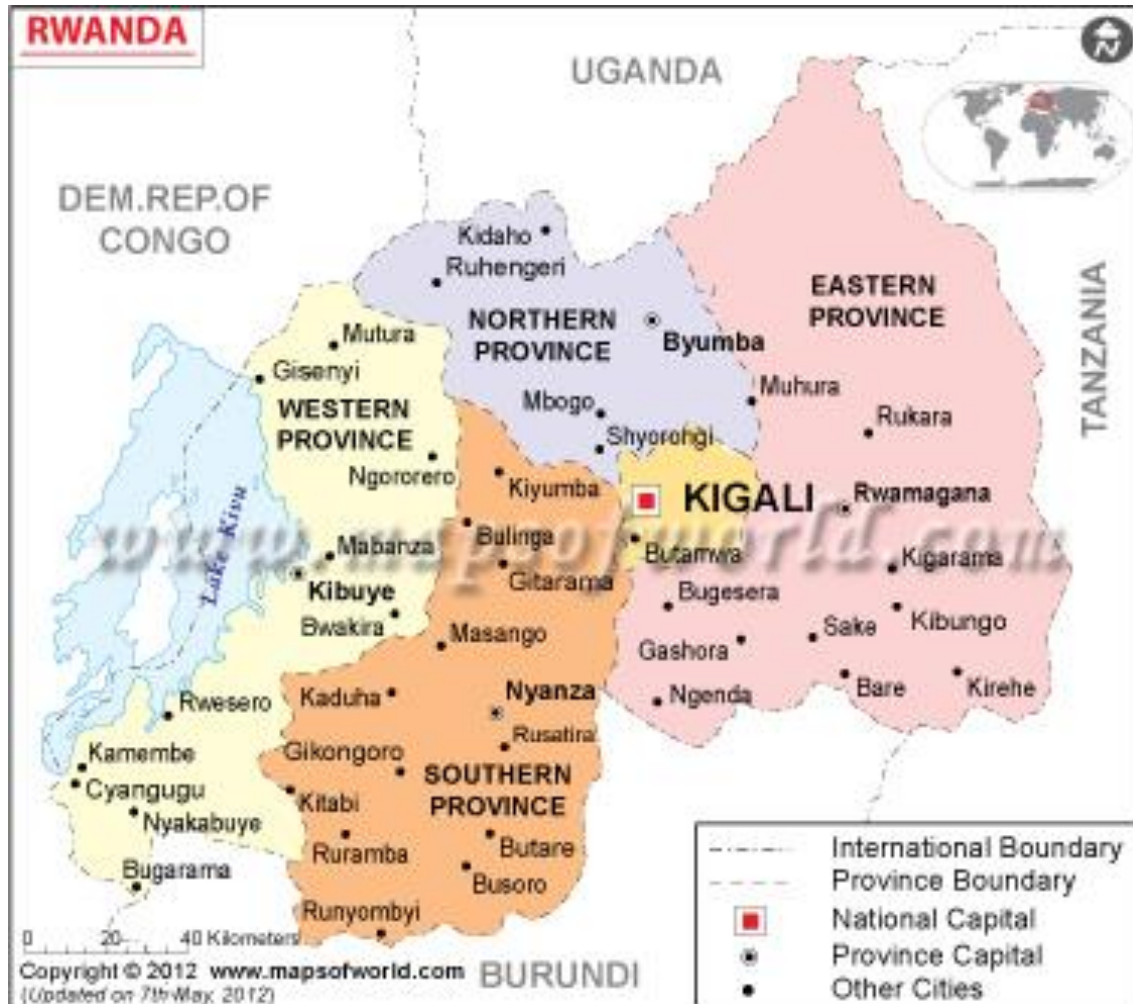 RWANDA
N
UGANDA
DEM.REP.OF
CONGO
TANZANIA
Kidaho
Ruhengeri
NORTHERN
PROVINCE
Byumba
EASTERN
PROVINCE
Mutura
Gisenyi
WESTERN
PROVINCE
Mbogo
Muhura
Rukara
Shyorohgi
Ngororero
Kiyumba
KIGALI
Rwamagana
www.mapsofworld.com
Lake Kivu
Mabanza
Bulinga
Butamwa
Kibuye
Gitarama
Kigarama
Bwakira
Bugesera
Masango
Gashora
Sake
Kibungo
Kaduha
Nyanza
Ngenda
Bare
Kirehe
Rwesero
Rusatira
Kamembe
Gikongoro
SOUTHERN
PROVINCE
Cyangugu
Kitabi
Nyakabuye
Ruramba
Butare
Bugarama
Busoro
Runyombyi
BURUNDI
International Boundary
Province Boundary
National Capital
Province Capital
Other Cities
0 20 40 Kilometers
Copyright © 2012 www.mapsofworld.com
(Updated on 7th-May, 2012)